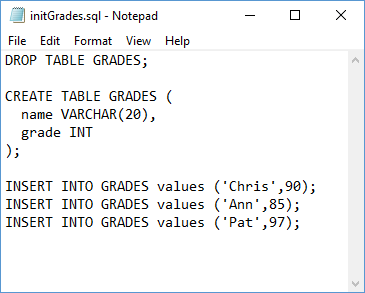 initGrades.sql - Notepad
File Edit Format View Help
DROP TABLE GRADES;

CREATE TABLE GRADES (
  name VARCHAR(20),
  grade INT
);

INSERT INTO GRADES values ('Chris',90);
INSERT INTO GRADES values ('Ann',85);
INSERT INTO GRADES values ('Pat',97);